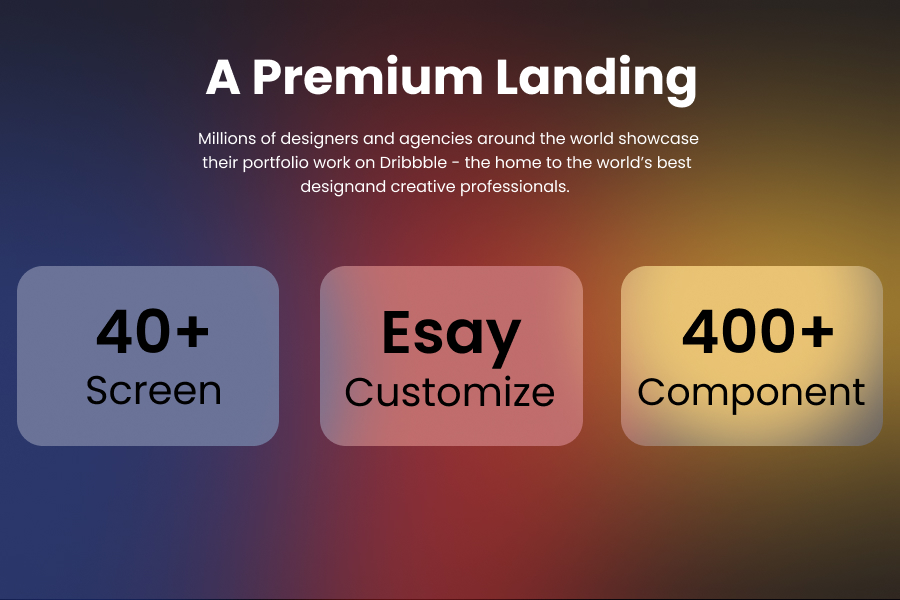 A Premium Landing
Millions of designers and agencies around the world showcase
their portfolio work on Dribbble - the home to the world's best
designand creative professionals.
40+
Screen
Esay
Customize
400+
Component